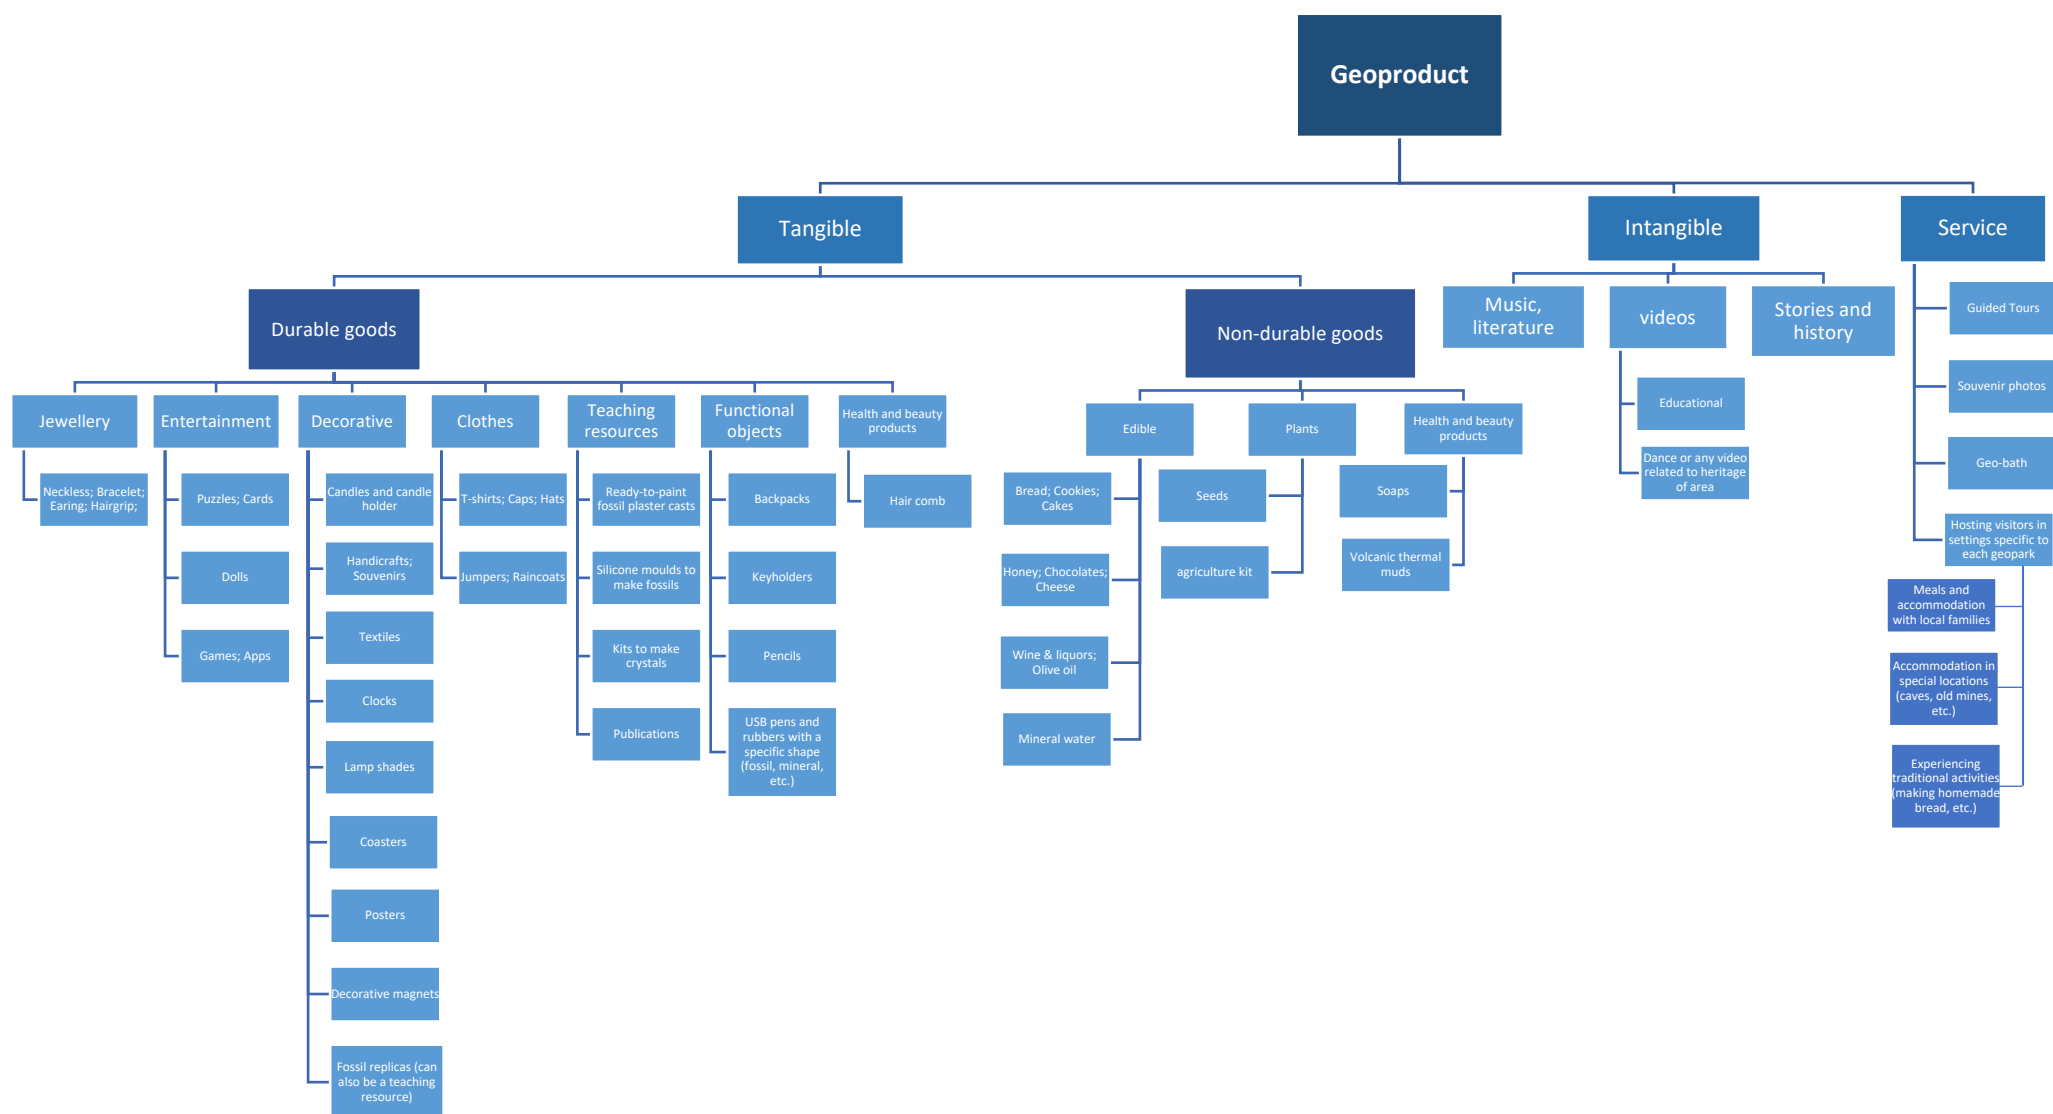 Geoproduct
Tangible
Intangible
Service
Durable goods
Non-durable goods
Music,
literature
videos
Stories and
history
Guided Tours
Souvenir photos
Geo-bath
Hosting visitors in
settings specific to
each geopark
Meals and
accommodation
with local families
Accommodation in
special locations
(caves, old mines,
etc.)
Experiencing
traditional activities
(making homemade
bread, etc.)
Educational
Dance or any video
related to heritage
of area
Jewellery
Neckless; Bracelet;
Earing; Hairgrip;
Entertainment
Puzzles; Cards
Dolls
Games; Apps
Decorative
Candles and candle
holder
Handicrafts;
Souvenirs
Textiles
Clocks
Lamp shades
Coasters
Posters
Decorative magnets
Fossil replicas (can
also be a teaching
resource)
Clothes
T-shirts; Caps; Hats
Jumpers; Raincoats
Teaching
resources
Ready-to-paint
fossil plaster casts
Silicone moulds to
make fossils
Kits to make
crystals
Publications
Functional
objects
Backpacks
Keyholders
Pencils
USB pens and
rubbers with a
specific shape
(fossil, mineral,
etc.)
Health and beauty
products
Hair comb
Edible
Bread; Cookies;
Cakes
Honey; Chocolates;
Cheese
Wine & liquors;
Olive oil
Mineral water
Plants
Seeds
agriculture kit
Health and beauty
products
Soaps
Volcanic thermal
muds